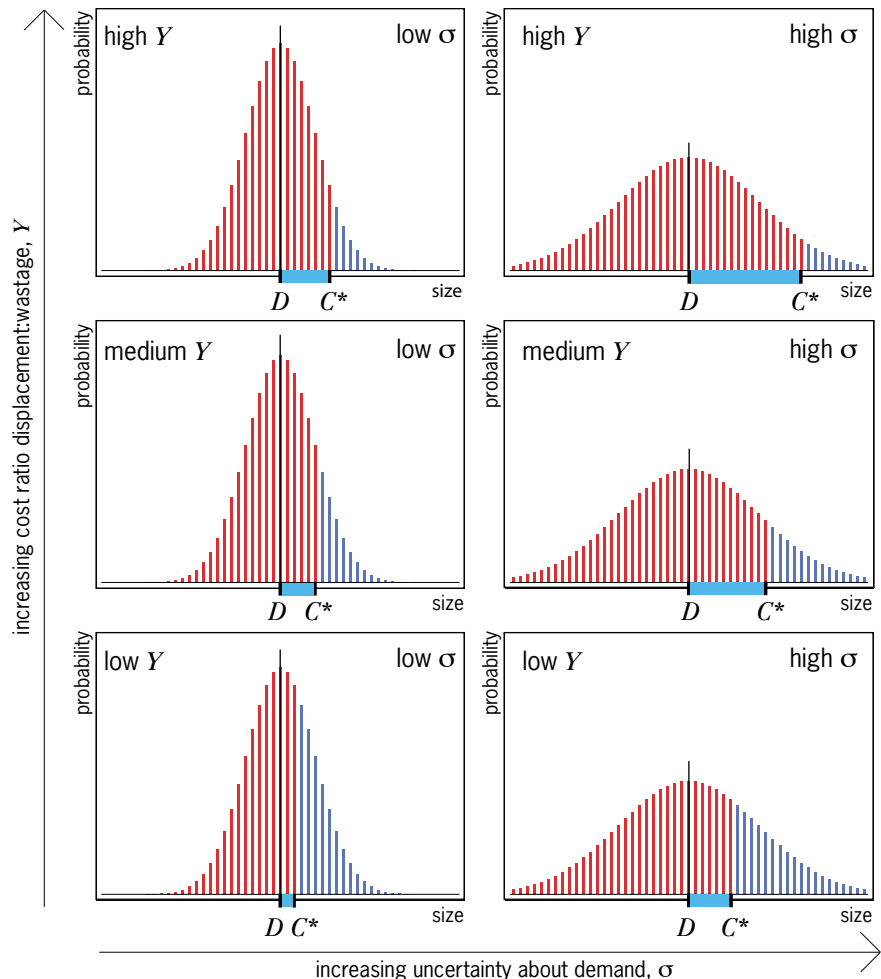 increasing cost ratio displacement:wastage, Y
probability
high Y
low σ
D
C*
size
probability
high Y
high σ
D
C*
size
probability
medium Y
low σ
D
C*
size
probability
medium Y
high σ
D
C*
size
probability
low Y
low σ
D
C*
size
probability
low Y
high σ
D
C*
size
increasing uncertainty about demand, σ